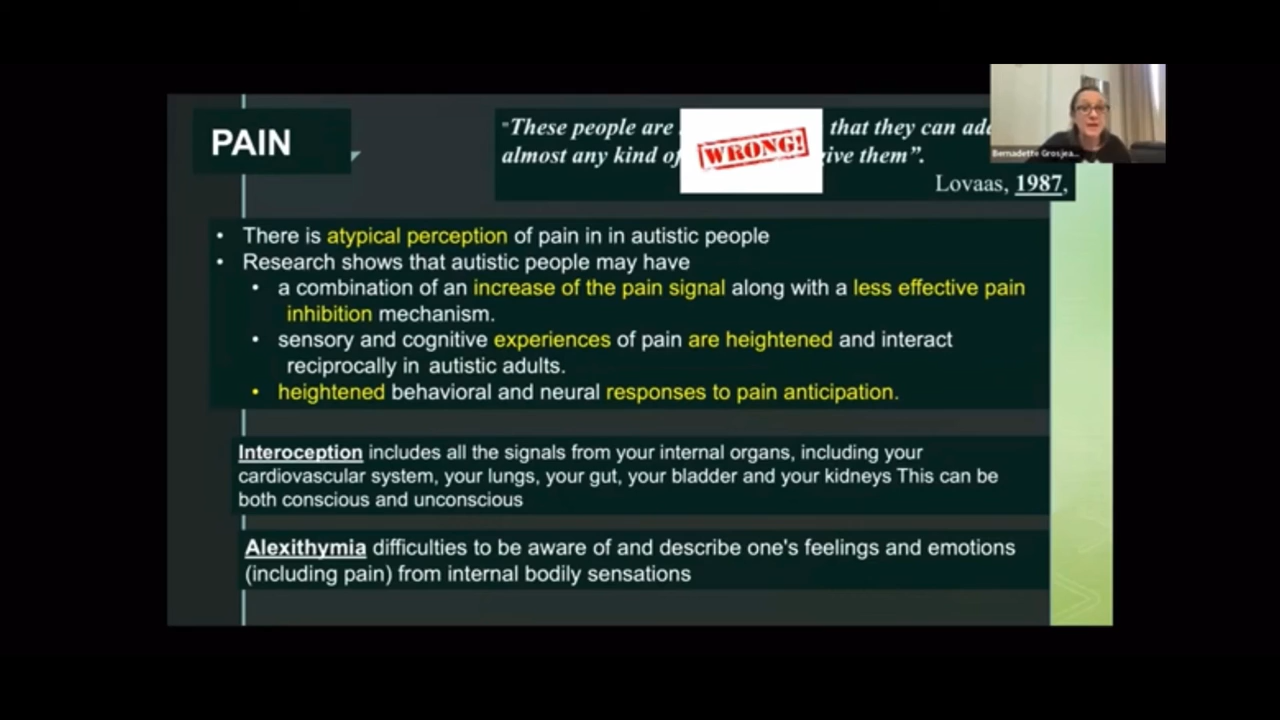 PAIN
"These people are that they can
almost any kind of give them".
WRONG!
Lovaas, 1987,
Bernadette Grosjea...
• There is atypical perception of pain in in autistic people
• Research shows that autistic people may have
• a combination of an increase of the pain signal along with a less effective pain
inhibition mechanism.
• sensory and cognitive experiences of pain are heightened and interact
reciprocally in autistic adults.
• heightened behavioral and neural responses to pain anticipation.
Interoception includes all the signals from your internal organs, including your
cardiovascular system, your lungs, your gut, your bladder and your kidneys This can be
both conscious and unconscious
Alexithymia difficulties to be aware of and describe one's feelings and emotions
(including pain) from internal bodily sensations